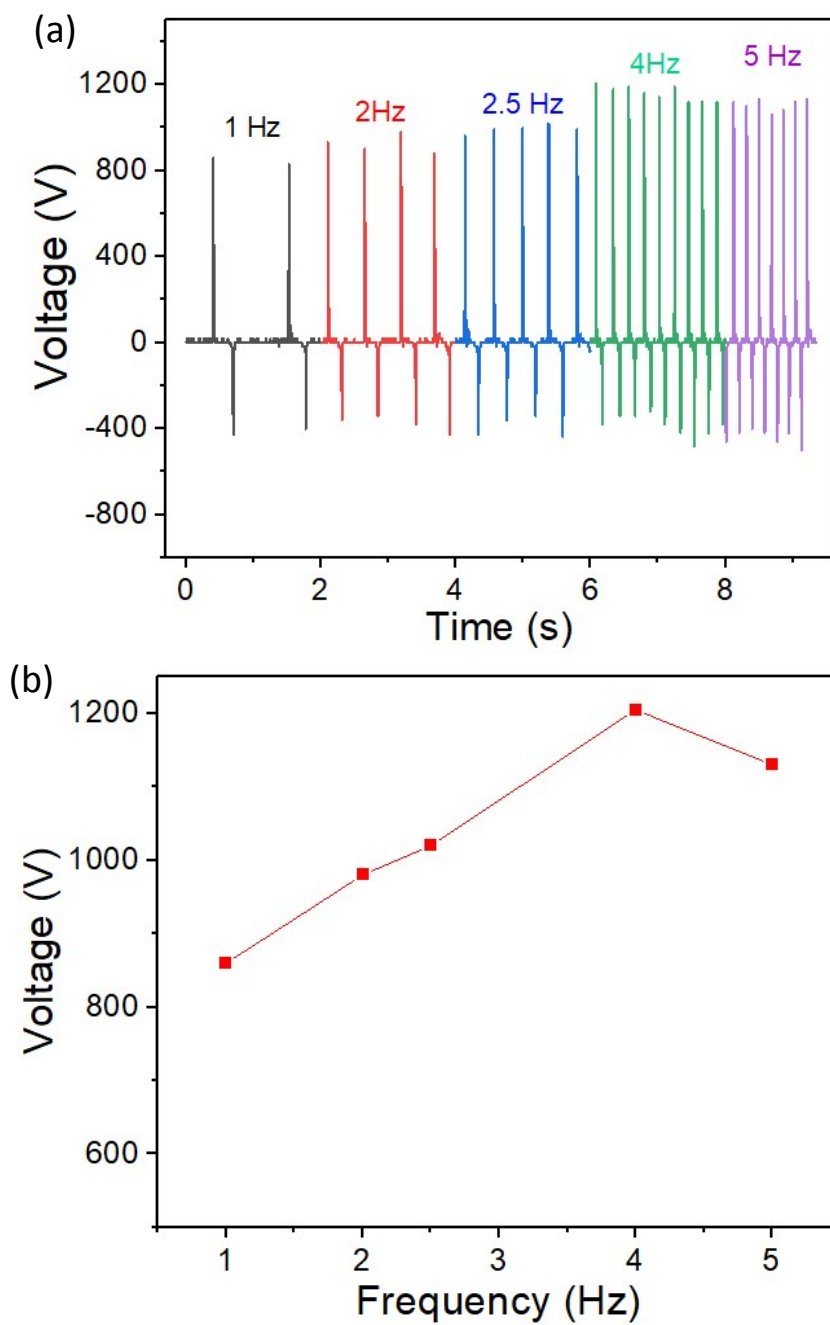 (a)
1200
800
400
0
-400
-800
Voltage (V)
1 Hz
2Hz
2.5 Hz
4Hz
5 Hz
0 2 4 6 8
Time (s)
(b)
1200
1000
800
600
Voltage (V)
1 2 3 4 5
Frequency (Hz)